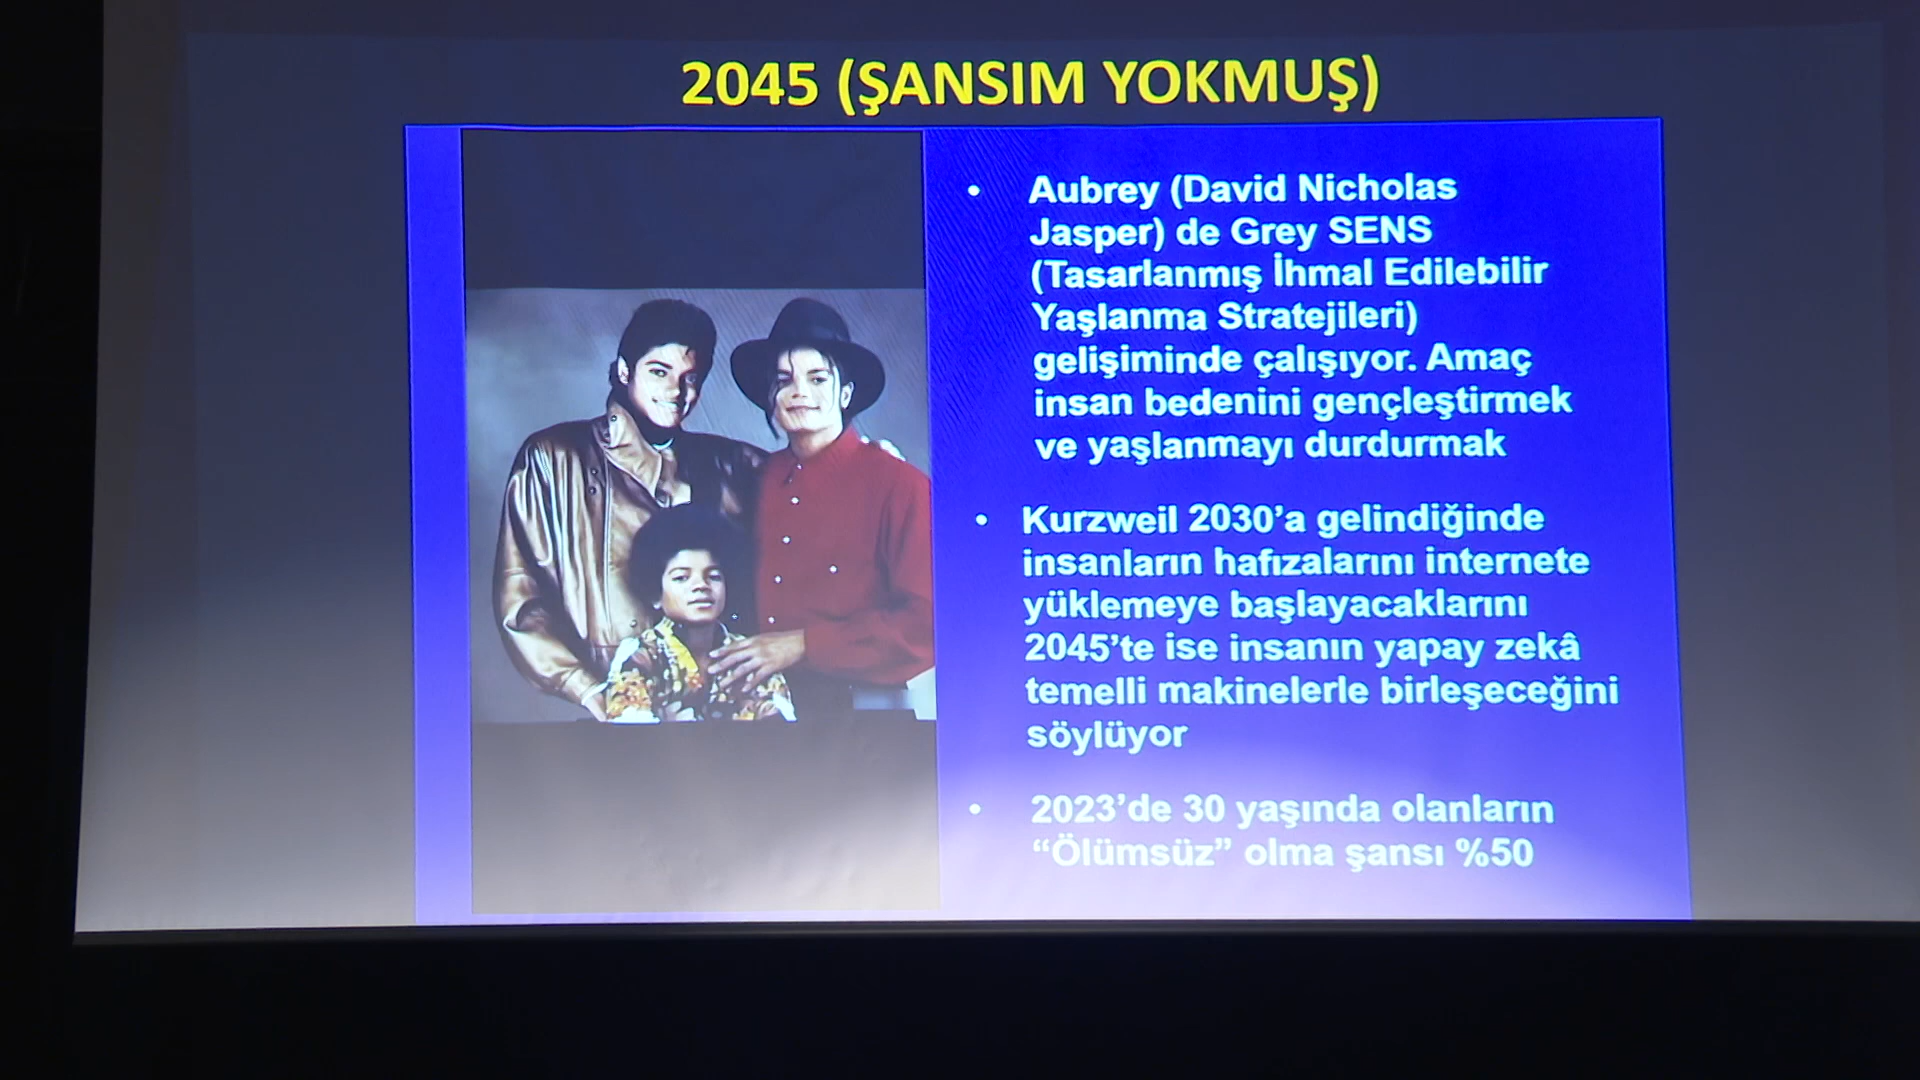 2045 (ŞANSIM YOKMUŞ)
• Aubrey (David Nicholas
Jasper) de Grey SENS
(Tasarlanmış İhmal Edilebilir
Yaşlanma Stratejileri)
gelişiminde çalışıyor. Amaç
insan bedenini gençleştirmek
ve yaşlanmayı durdurmak
• Kurzweil 2030’a gelindiğinde
insanların hafızalarını internete
yüklemeye başlayacaklarını
2045’te ise insanın yapay zekâ
temelli makinelerle birleşeceğini
söylüyor
• 2023’de 30 yaşında olanların
“Ölümsüz” olma şansı %50